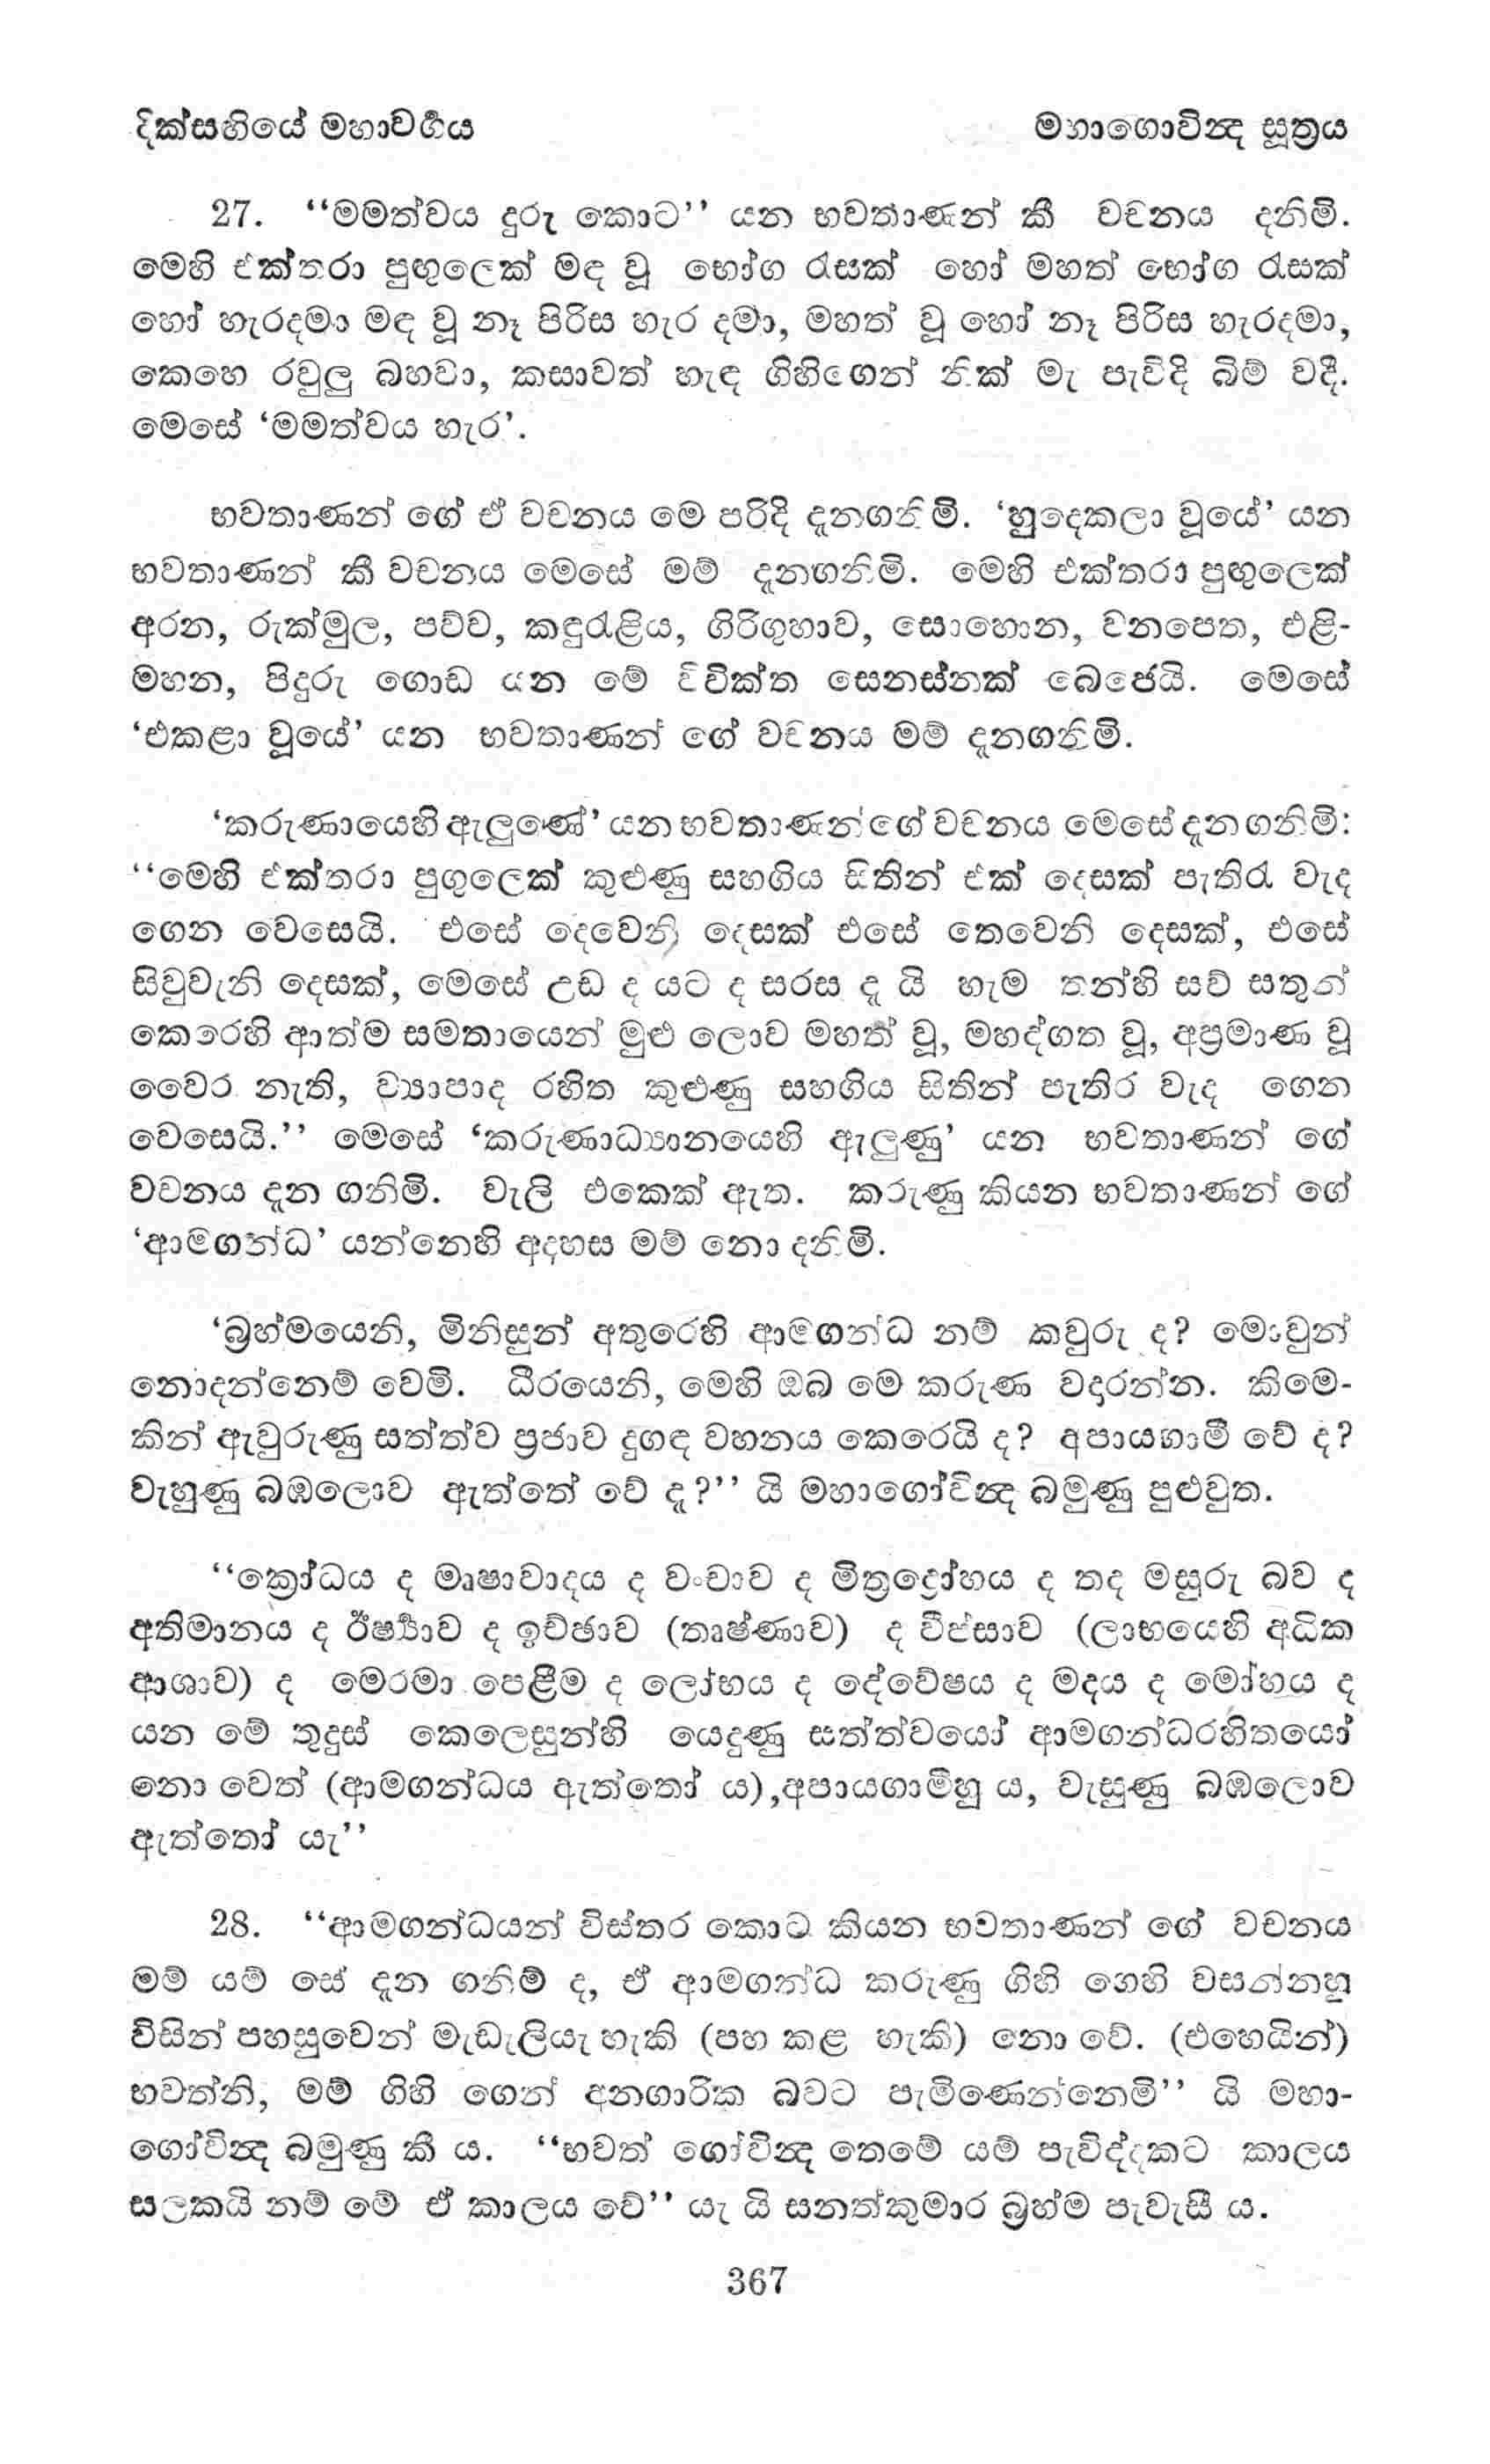 දික්සඟියේ මහාවර්‍ගය
මහාගොවින්‍ද සූත්‍රය
27. “මමත්වය දුරු කොට” යන භවතාණන් කී වචනය දනිමි.
මෙහි එක්තරා පුඟුලෙක් මඳ වූ භෝග රැසක් හෝ මහත් භෝග රැසක්
හෝ හැරදමා මඳ වූ නෑ පිරිස හැර දමා, මහත් වූ හෝ නෑ පිරිස හැරදමා,
කෙහෙ රවුලු බහවා, කසාවත් හැඳ ගිහිගෙන් නික් මැ පැවිදි බිම් වදී.
මෙසේ ‘මමත්වය හැර’.
භවතාණන් ගේ ඒ වචනය මෙ පරිදි දැනගනිමි. ‘හුදෙකලා වූයේ’ යන
භවතාණන් කී වචනය මෙසේ මම් දැනගනිමි. මෙහි එක්තරා පුඟුලෙක්
අරන, රුක්මුල, පව්ව, කඳුරැළිය, ගිරිගුහාව, සොහොන, වනපෙත, එළි-
මහන, පිදුරු ගොඩ යන මේ විවික්ත සෙනස්නක් බෙජෙයි. මෙසේ
‘එකළා වූයේ’ යන භවතාණන් ගේ වචනය මම් දැනගනිමි.
‘කරුණායෙහි ඇලුණේ’ යන භවතාණන් ගේ වචනය මෙසේ දැනගනිමි:
“මෙහි එක්තරා පුගුලෙක් කුළුණු සහගිය සිතින් එක් දෙසක් පැතිරැ වැද
ගෙන වෙසෙයි. එසේ දෙවෙනි දෙසක් එසේ තෙවෙනි දෙසක්, එසේ
සිවුවැනි දෙසක්, මෙසේ උඩ ද යට ද සරස ද යි හැම තන්හි සව් සතුන්
කෙරෙහි ආත්ම සමතායෙන් මුළු ලොව මහත් වූ, මහද්ගත වූ, අප්‍රමාණ වූ
වෛර නැති, ව්‍යාපාද රහිත කුළුණු සහගිය සිතින් පැතිර වැද ගෙන
වෙසෙයි.” මෙසේ ‘කරුණාධ්‍යානයෙහි ඇලුණු’ යන භවතාණන් ගේ
වචනය දැන ගනිමි. වැලි එකෙක් ඇත. කරුණු කියන භවතාණන් ගේ
‘ආමගන්ධ’ යන්නෙහි අදහස මම් නො දනිමි.
‘බ්‍රහ්මයෙනි, මිනිසුන් අතුරෙහි ආමගන්ධ නම් කවුරු ද? මොවුන්
නොදන්නෙම් වෙමි. ධීරයෙනි, මෙහි ඔබ මෙ කරුණ වදාරන්න. කිමෙ-
කින් ඇවුරුණු සත්ත්ව ප්‍රජාව දුගඳ වහනය කෙරෙයි ද? අපායගාමී වේ ද?
වැහුණු බඹලොව ඇත්තේ වේ ද?” යි මහාගෝවින්‍ද බමුණු පුළුවුත.
“ක්‍රෝධය ද මෘෂාවාදය ද වංචාව ද මිත්‍රද්‍රෝහය ද තද මසුරු බව ද
අතිමානය ද ඊර්ෂ්‍යාව ද ඉච්ඡාව (තෘෂ්ණාව) ද වීප්සාව (ලාභයෙහි අධික
ආශාව) ද මෙරමා පෙළීම ද ලෝභය ද දේවේෂය ද මදය ද මෝහය ද
යන මේ තුදුස් කෙලෙසුන්හි යෙදුණු සත්ත්වයෝ ආමගන්ධරහිතයෝ
නො වෙත් (ආමගන්ධය ඇත්තෝ ය),අපායගාමීහු ය, වැසුණු බඹලොව
ඇත්තෝ යැ”
28. “ආමගන්ධයන් විස්තර කොට කියන භවතාණන් ගේ වචනය
මම් යම් සේ දැන ගනිම් ද, ඒ ආමගන්ධ කරුණු ගිහි ගෙහි වසන්නහු
විසින් පහසුවෙන් මැඩැලියැ හැකි (පහ කළ හැකි) නො වේ. (එහෙයින්)
භවත්නි, මම් ගිහි ගෙන් අනගාරික බවට පැමිණෙන්නෙමි” යි මහා-
ගෝවින්‍ද බමුණු කී ය. “භවත් ගෝවින්‍ද තෙමේ යම් පැවිද්දකට කාලය
සලකයි නම් මේ ඒ කාලය වේ” යැ යි සනත්කුමාර බ්‍රහ්ම පැවැසී ය.
367